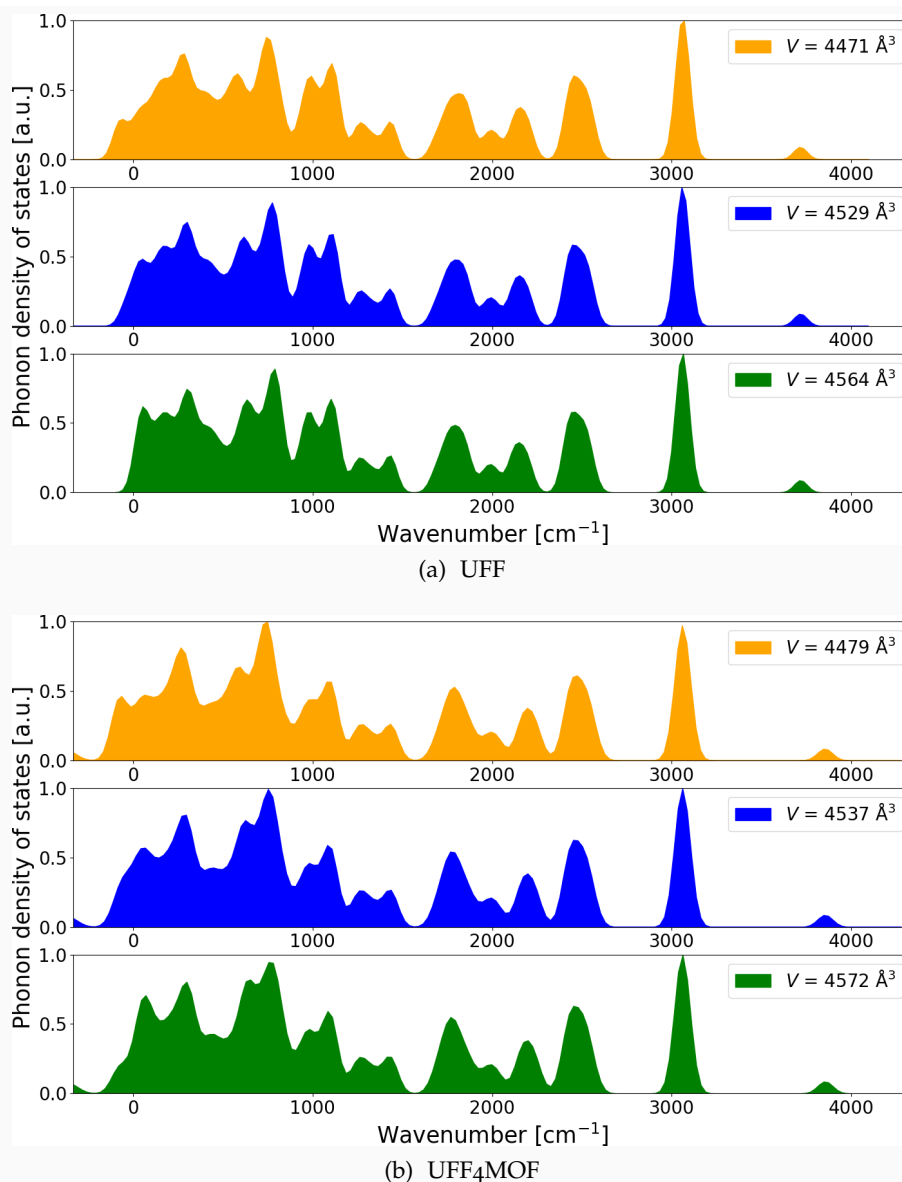 Phonon density of states [a.u.]
1.0
0.5
0.0
V = 4471 Å³
0 1000 2000 3000 4000
1.0
0.5
0.0
V = 4529 Å³
0 1000 2000 3000 4000
1.0
0.5
0.0
V = 4564 Å³
0 1000 2000 3000 4000
Wavenumber [cm⁻¹]
(a) UFF
Phonon density of states [a.u.]
1.0
0.5
0.0
V = 4479 Å³
0 1000 2000 3000 4000
1.0
0.5
0.0
V = 4537 Å³
0 1000 2000 3000 4000
1.0
0.5
0.0
V = 4572 Å³
0 1000 2000 3000 4000
Wavenumber [cm⁻¹]
(b) UFF4MOF